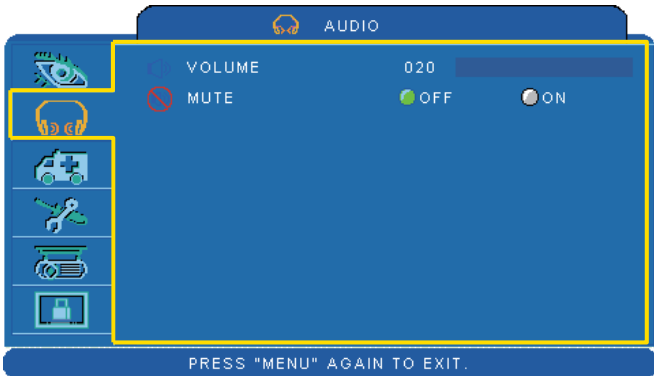 AUDIO
VOLUME 020
MUTE OFF ON
PRESS "MENU" AGAIN TO EXIT.